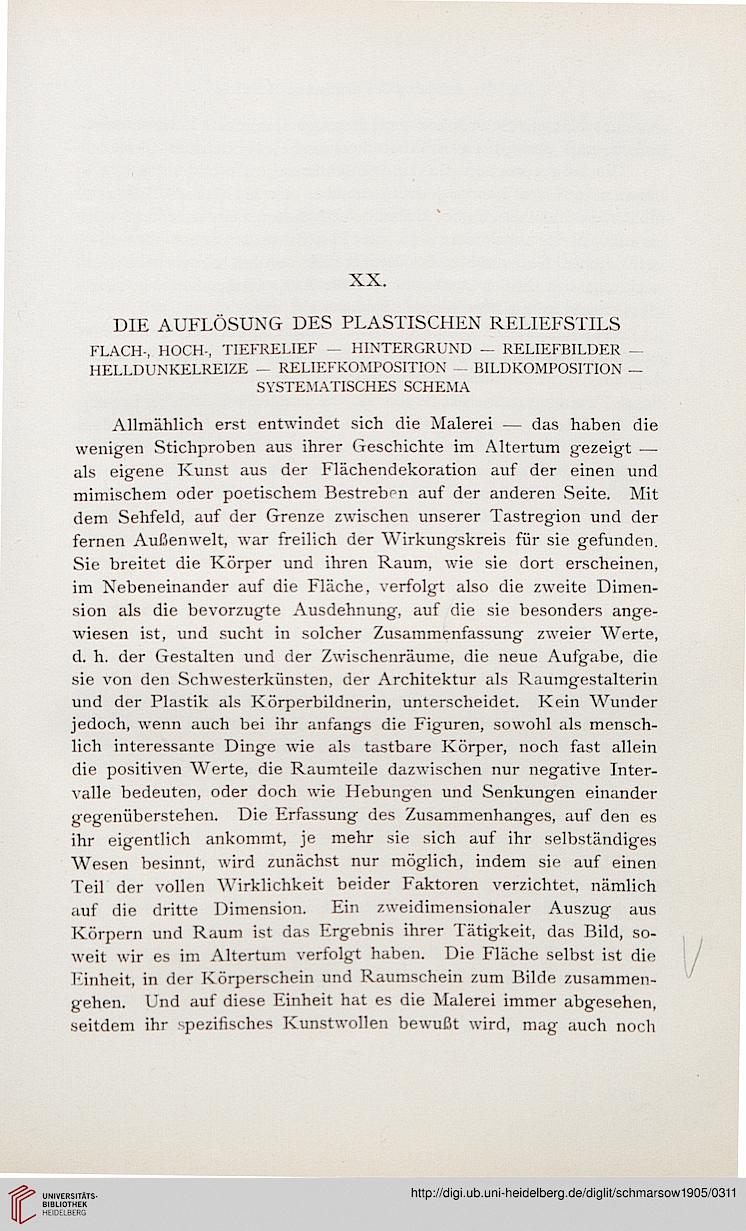 XX.
DIE AUFLÖSUNG DES PLASTISCHEN RELIEFSTILS
FLACH-, HOCH-, TIEFRELIEF — HINTERGRUND — RELIEFBILDER —
HELLDUNKELREIZE — RELIEFKOMPOSITION — BILDKOMPOSITION —
SYSTEMATISCHES SCHEMA
Allmählich erst entwindet sich die Malerei — das haben die
wenigen Stichproben aus ihrer Geschichte im Altertum gezeigt —
als eigene Kunst aus der Flächendekoration auf der einen und
mimischem oder poetischem Bestreben auf der anderen Seite. Mit
dem Sehfeld, auf der Grenze zwischen unserer Tastregion und der
fernen Außenwelt, war freilich der Wirkungskreis für sie gefunden.
Sie breitet die Körper und ihren Raum, wie sie dort erscheinen,
im Nebeneinander auf die Fläche, verfolgt also die zweite Dimen-
sion als die bevorzugte Ausdehnung, auf die sie besonders ange-
wiesen ist, und sucht in solcher Zusammenfassung zweier Werte,
d. h. der Gestalten und der Zwischenräume, die neue Aufgabe, die
sie von den Schwesterkünsten, der Architektur als Raumgestalterin
und der Plastik als Körperbildnerin, unterscheidet. Kein Wunder
jedoch, wenn auch bei ihr anfangs die Figuren, sowohl als mensch-
lich interessante Dinge wie als tastbare Körper, noch fast allein
die positiven Werte, die Raumteile dazwischen nur negative Inter-
valle bedeuten, oder doch wie Hebungen und Senkungen einander
gegenüberstehen. Die Erfassung des Zusammenhanges, auf den es
ihr eigentlich ankommt, je mehr sie sich auf ihr selbständiges
Wesen besinnt, wird zunächst nur möglich, indem sie auf einen
Teil der vollen Wirklichkeit beider Faktoren verzichtet, nämlich
auf die dritte Dimension. Ein zweidimensionaler Auszug aus
Körpern und Raum ist das Ergebnis ihrer Tätigkeit, das Bild, so-
weit wir es im Altertum verfolgt haben. Die Fläche selbst ist die
Einheit, in der Körperschein und Raumschein zum Bilde zusammen-
gehen. Und auf diese Einheit hat es die Malerei immer abgesehen,
seitdem ihr spezifisches Kunstwollen bewußt wird, mag auch noch
UNIVERSITÄTS-
BIBLIOTHEK
HEIDELBERG
http://digi.ub.uni-heidelberg.de/diglit/schmarsow1905/0311